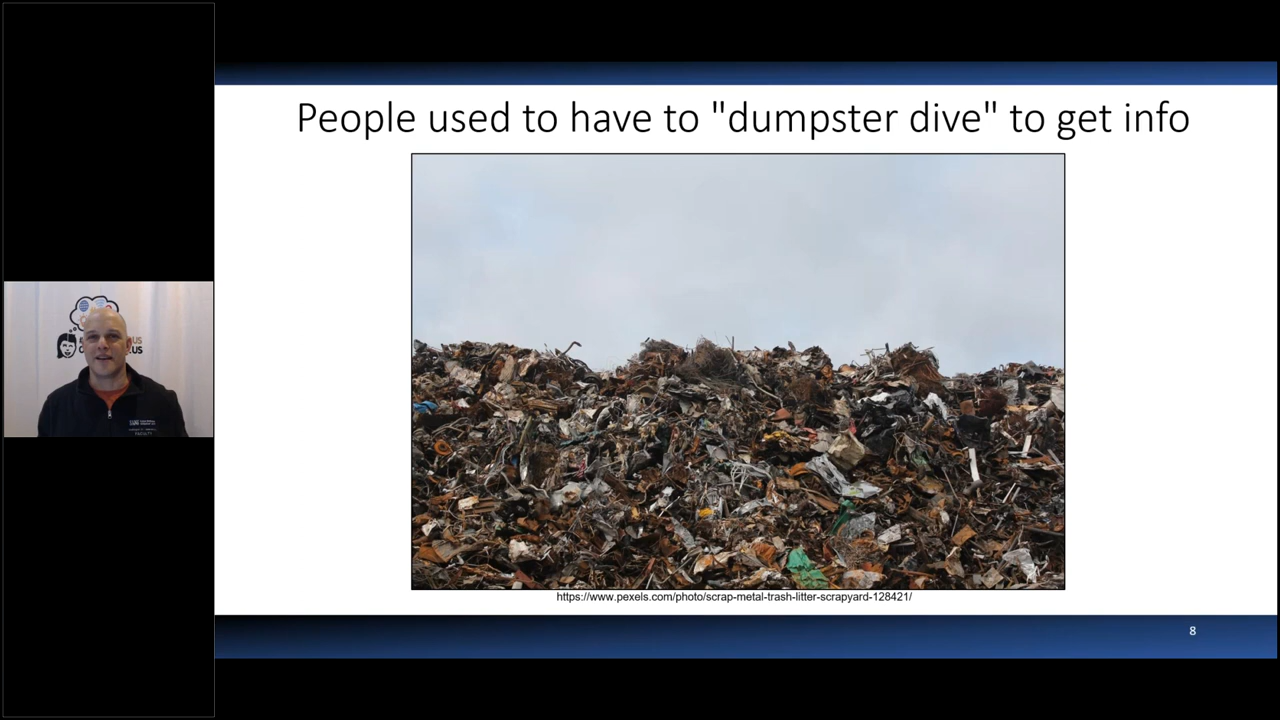 People used to have to "dumpster dive" to get info
https://www.pexels.com/photo/scrap-metal-trash-litter-scrapyard-128421/
8